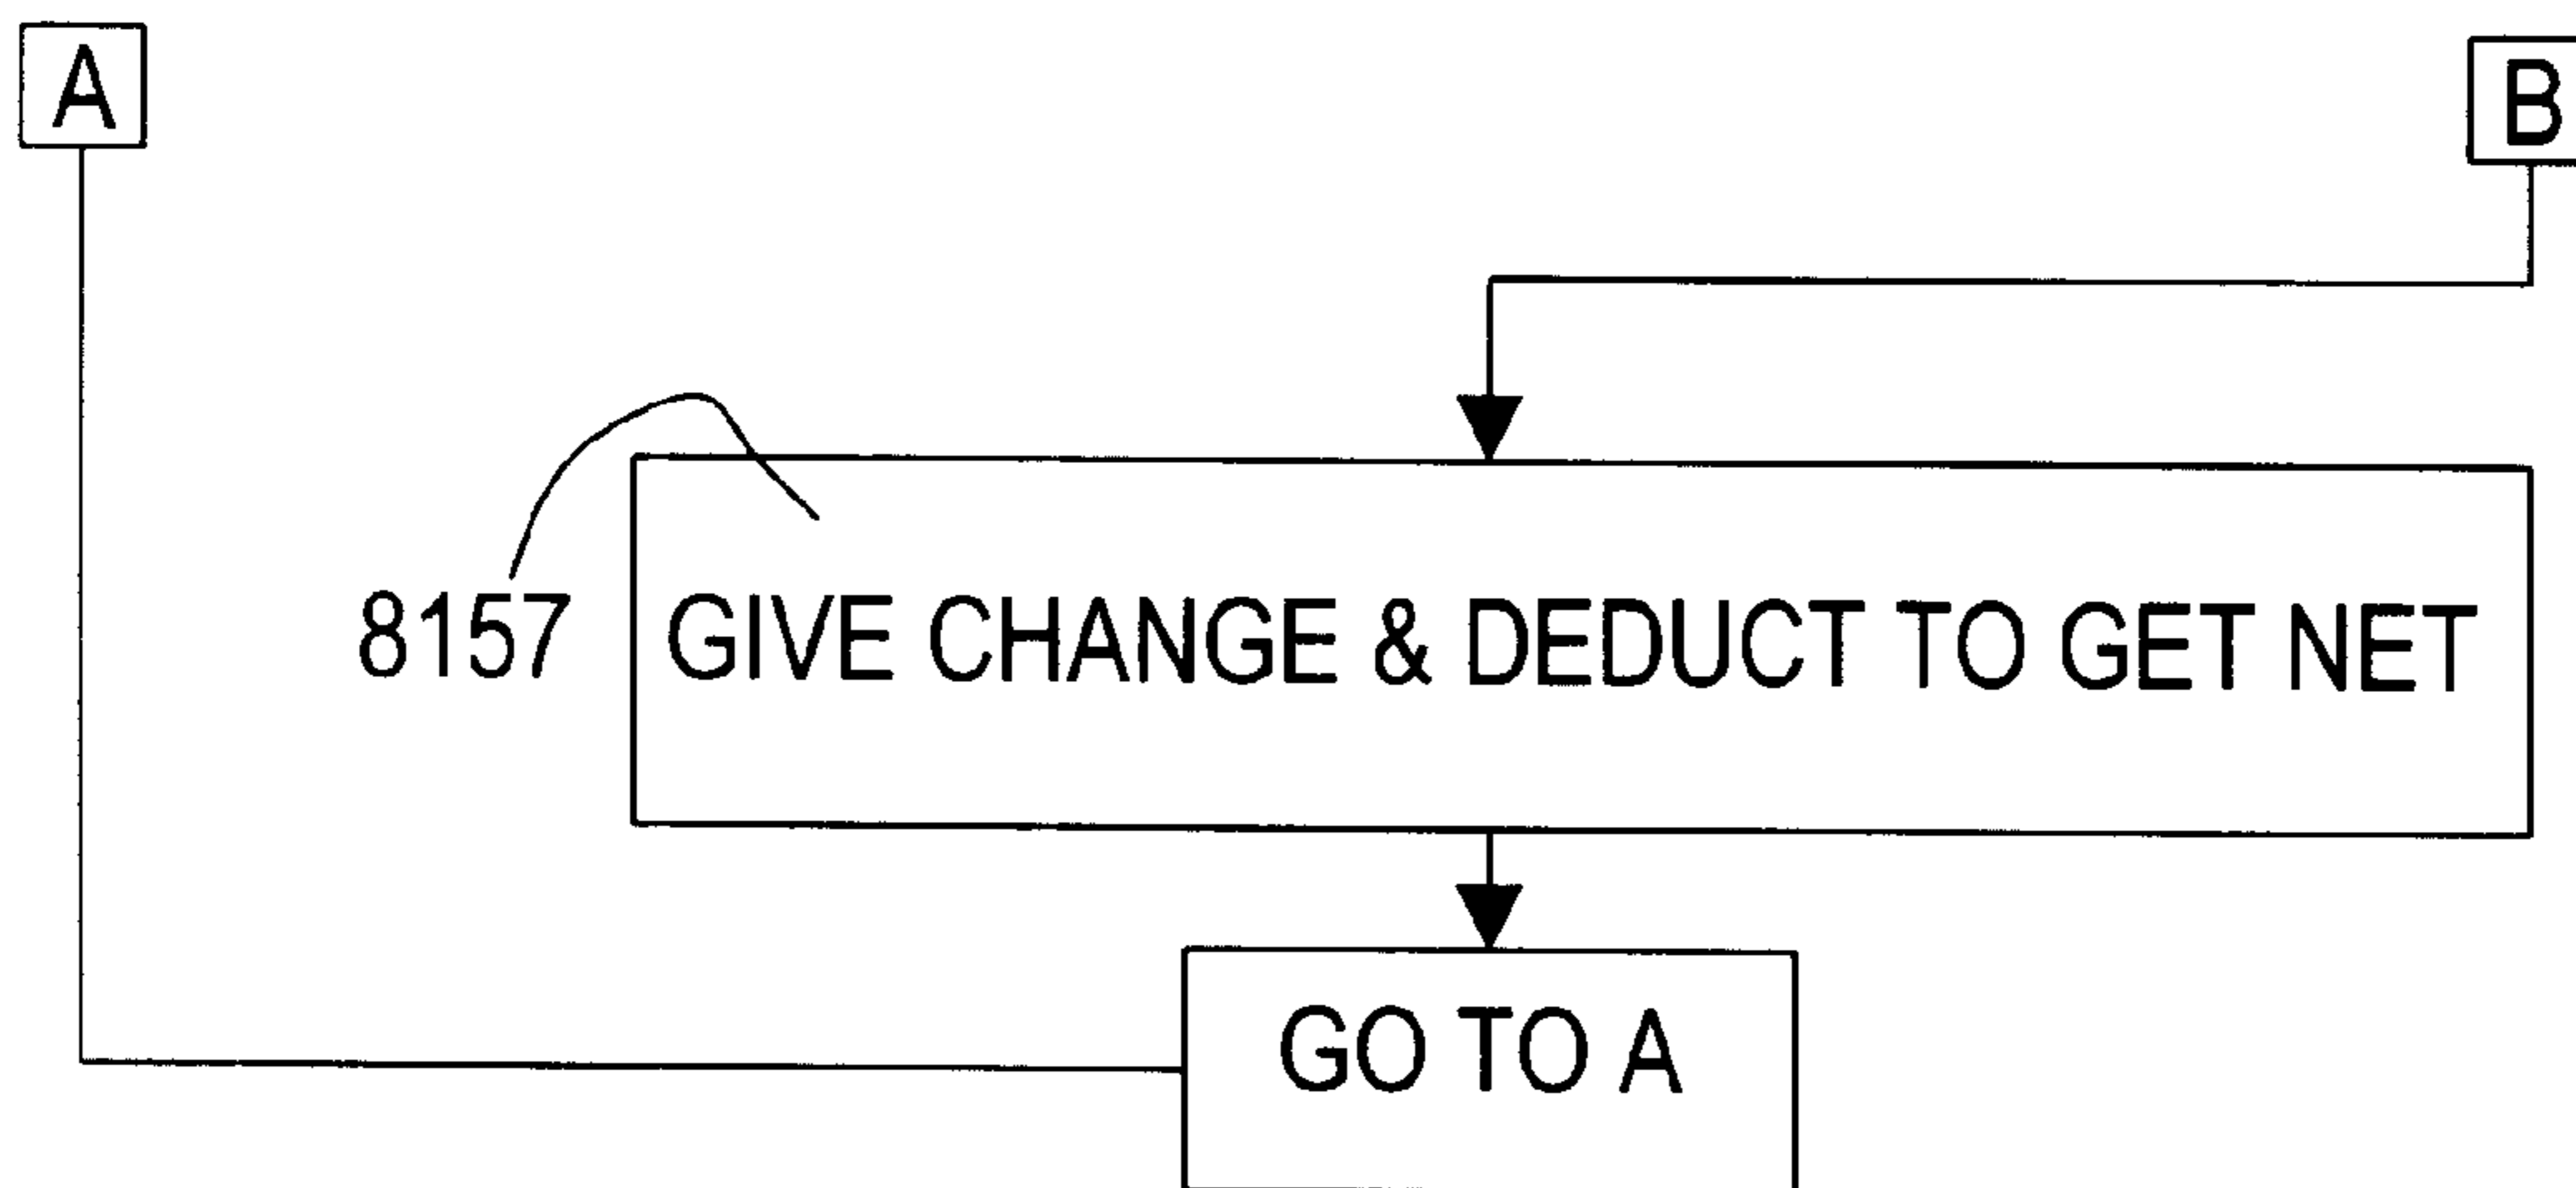 A
B
8157
GIVE CHANGE & DEDUCT TO GET NET
GO TO A